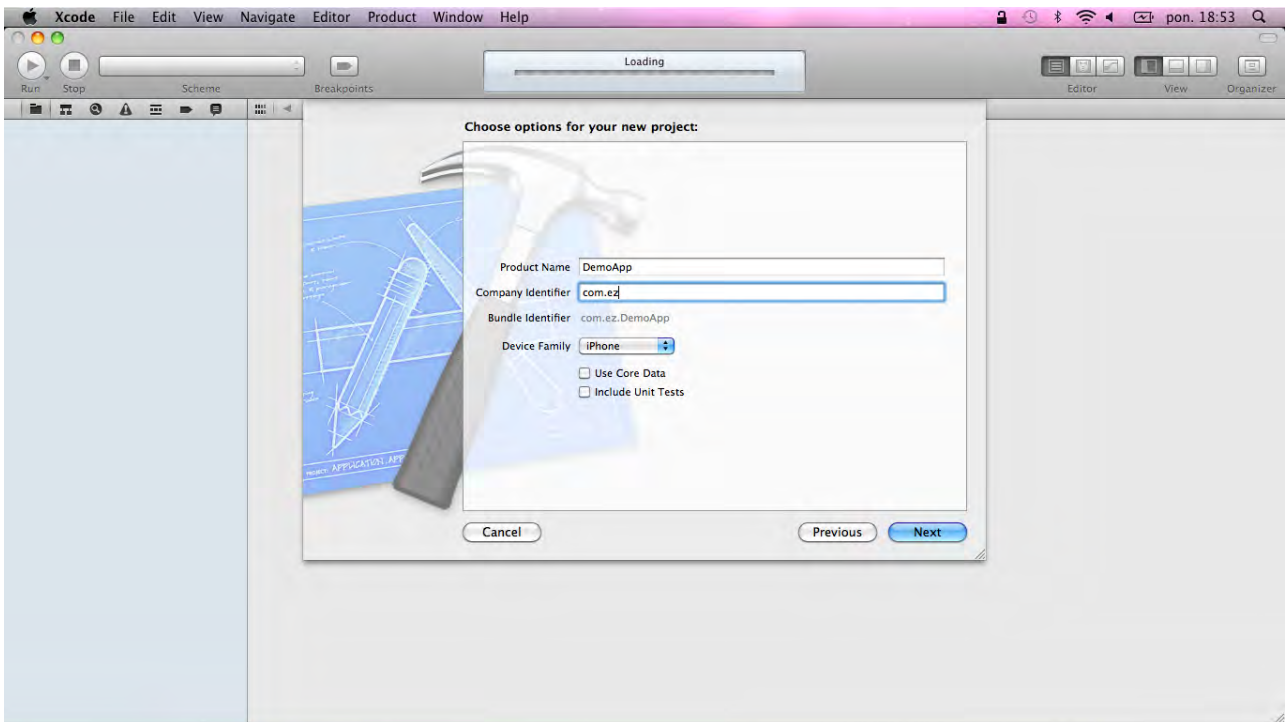 Xcode File Edit View Navigate Editor Product Window Help pon. 18:53
Loading
Run Stop Scheme Breakpoints Editor View Organizer
Choose options for your new project:
Product Name DemoApp
Company Identifier com.ez
Bundle Identifier com.ez.DemoApp
Device Family iPhone
Use Core Data
Include Unit Tests
APPLICATION.APP
Cancel Previous Next